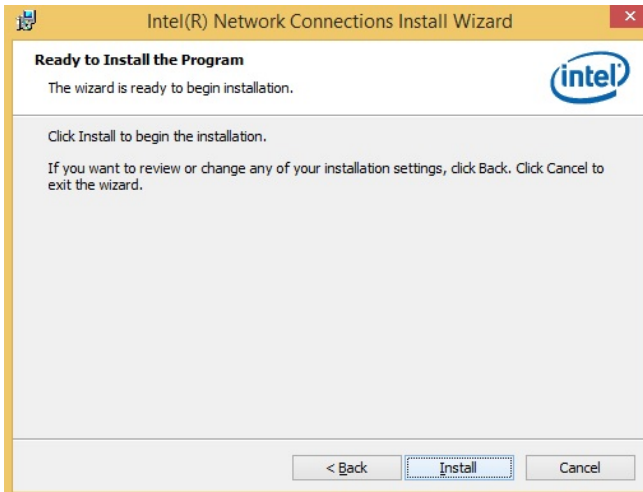 Intel(R) Network Connections Install Wizard
Ready to Install the Program
The wizard is ready to begin installation.
intel
Click Install to begin the installation.
If you want to review or change any of your installation settings, click Back. Click Cancel to
exit the wizard.
< Back
Install
Cancel